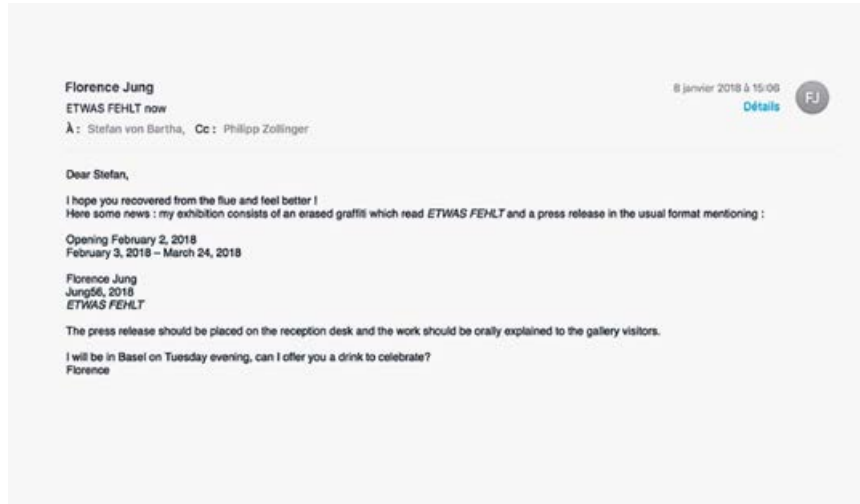 Florence Jung
8 janvier 2018 à 15:06
FJ
ETWAS FEHLT now
Détails
À : Stefan von Bartha, Cc : Philipp Zollinger
Dear Stefan,
I hope you recovered from the flue and feel better !
Here some news : my exhibition consists of an erased graffiti which read ETWAS FEHLT and a press release in the usual format mentioning :
Opening February 2, 2018
February 3, 2018 – March 24, 2018
Florence Jung
Jung56, 2018
ETWAS FEHLT
The press release should be placed on the reception desk and the work should be orally explained to the gallery visitors.
I will be in Basel on Tuesday evening, can I offer you a drink to celebrate?
Florence